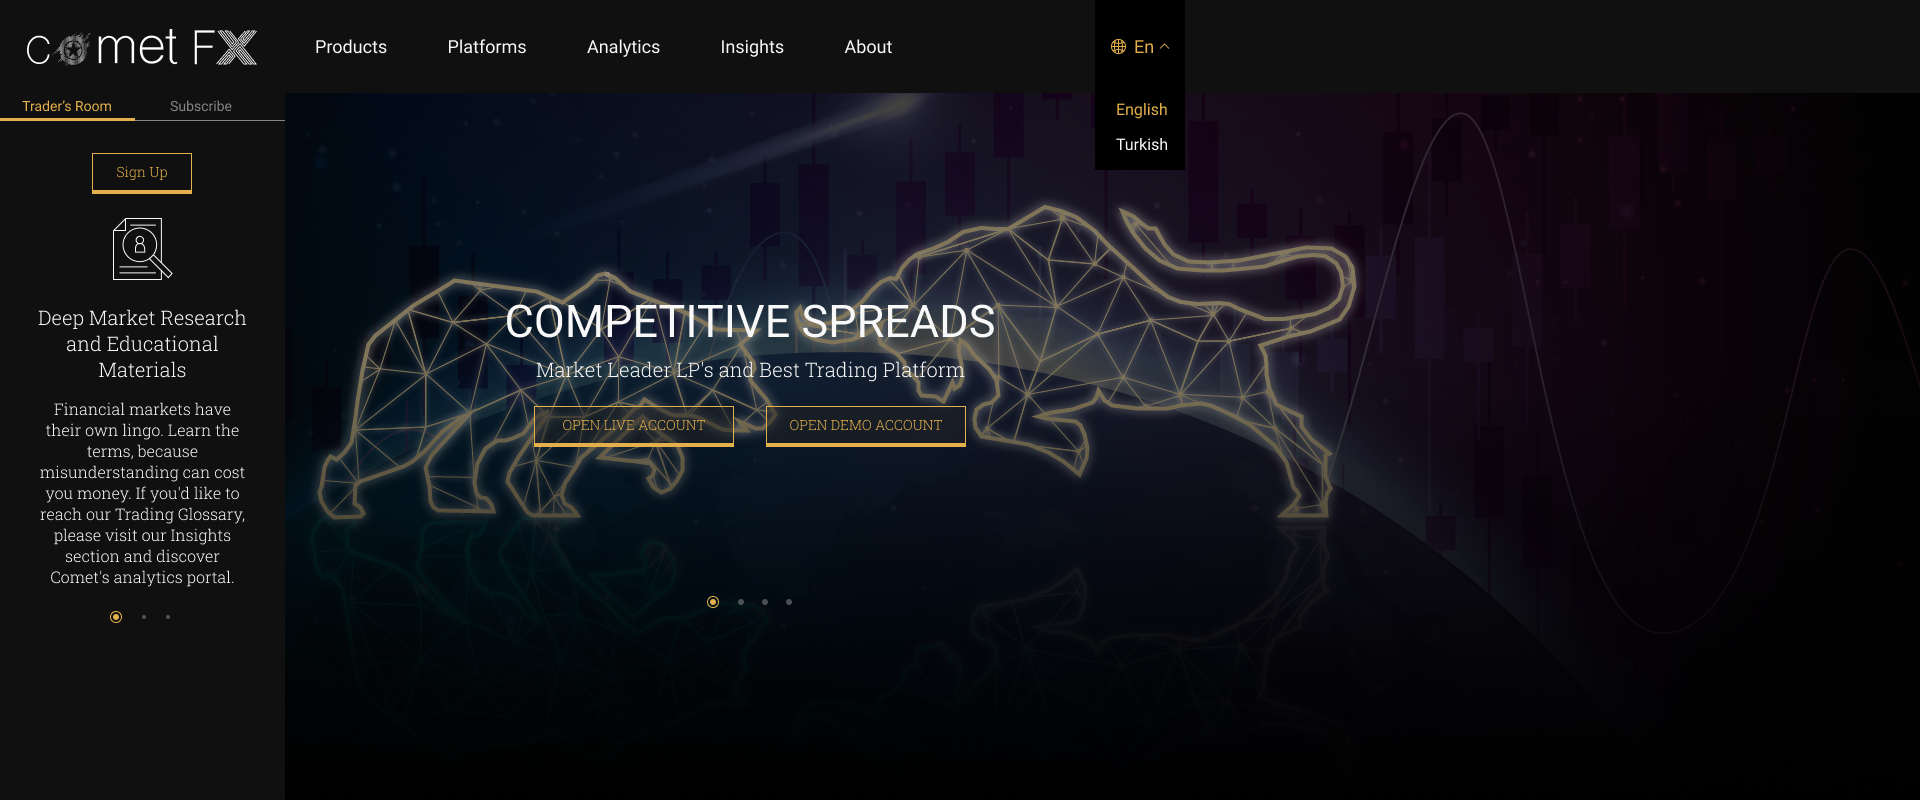 comet FX
Products
Platforms
Analytics
Insights
About
En
English
Turkish
Trader's Room
Subscribe
Sign Up
Deep Market Research
and Educational
Materials
Financial markets have
their own lingo. Learn the
terms, because
misunderstanding can cost
you money. If you'd like to
reach our Trading Glossary,
please visit our Insights
section and discover
Comet's analytics portal.
COMPETITIVE SPREADS
Market Leader LP's and Best Trading Platform
OPEN LIVE ACCOUNT
OPEN DEMO ACCOUNT